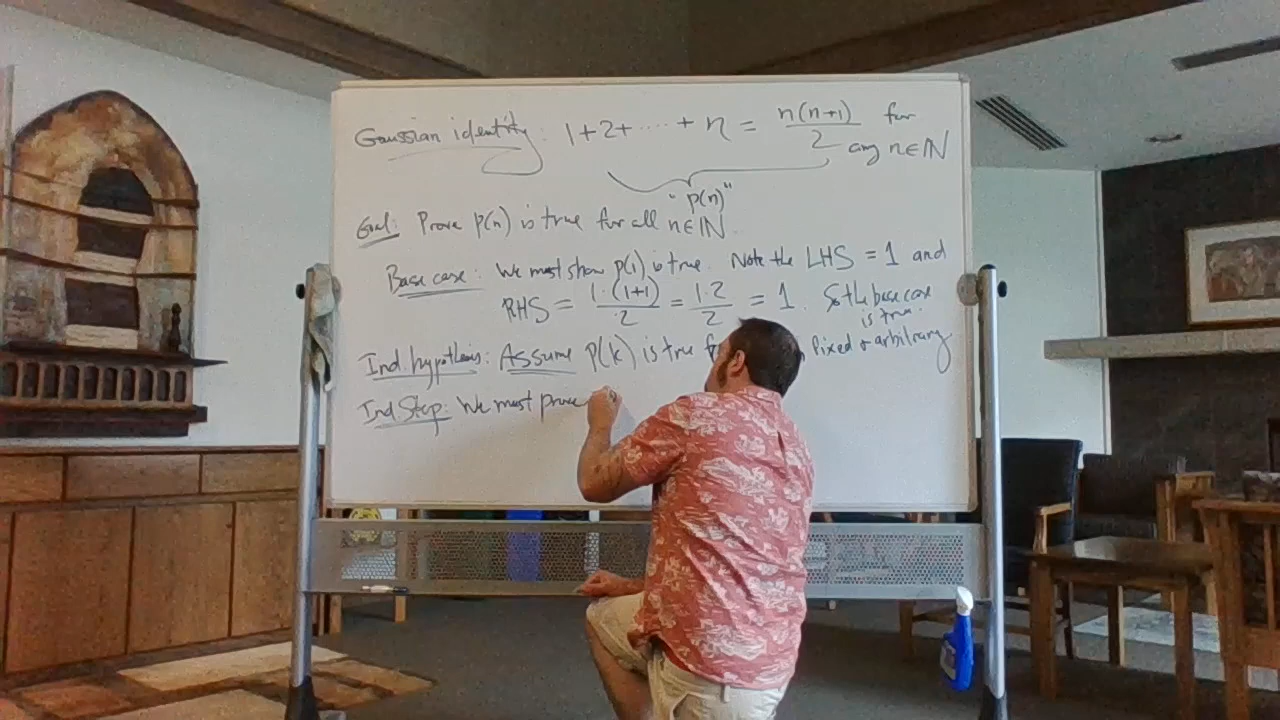 Gaussian identity: 1+2+ ····· + n = n(n+1)/2 for any n∈ℕ
"p(n)"
Goal: Prove p(n) is true for all n∈ℕ.
Base case: We must show p(1) is true. Note the LHS = 1 and
RHS = 1·(1+1)/2 = 1·2/2 = 1. So the base case is true.
Ind. hypothesis: Assume p(k) is true fixed & arbitrary.
Ind Step: We must prove